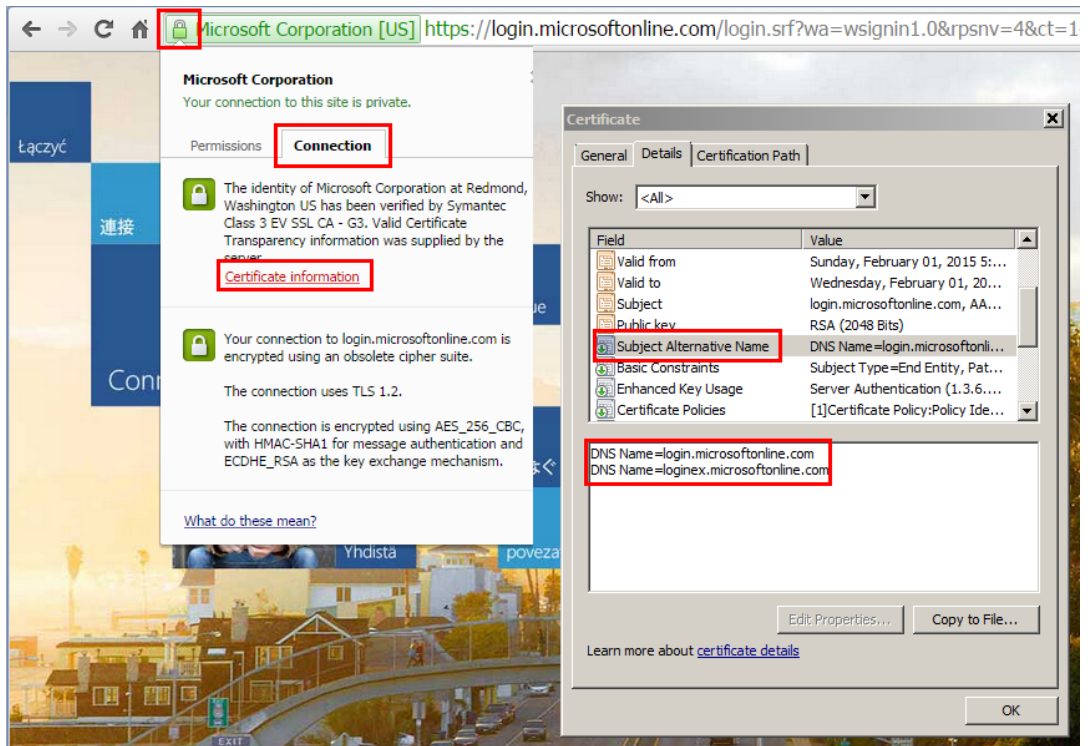 Microsoft Corporation [US] https://login.microsoftonline.com/login.srf?wa=wsignin1.0&rpsnv=4&ct=1
Microsoft Corporation
Your connection to this site is private.
Permissions
Connection
The identity of Microsoft Corporation at Redmond,
Washington US has been verified by Symantec
Class 3 EV SSL CA - G3. Valid Certificate
Transparency information was supplied by the
server.
Certificate information
Your connection to login.microsoftonline.com is
encrypted using an obsolete cipher suite.
The connection uses TLS 1.2.
The connection is encrypted using AES_256_CBC,
with HMAC-SHA1 for message authentication and
ECDHE_RSA as the key exchange mechanism.
What do these mean?
Łączyć
連接
Conn
ue
ぐ
Yhdistä
poveza
EXIT
Certificate
General
Details
Certification Path
Show:
<All>
Field
Value
Valid from
Sunday, February 01, 2015 5:...
Valid to
Wednesday, February 01, 20...
Subject
login.microsoftonline.com, AA...
Public key
RSA (2048 Bits)
Subject Alternative Name
DNS Name=login.microsoftonli...
Basic Constraints
Subject Type=End Entity, Pat...
Enhanced Key Usage
Server Authentication (1.3.6....
Certificate Policies
[1]Certificate Policy:Policy Ide...
DNS Name=login.microsoftonline.com
DNS Name=loginex.microsoftonline.com
Edit Properties...
Copy to File...
Learn more about certificate details
OK